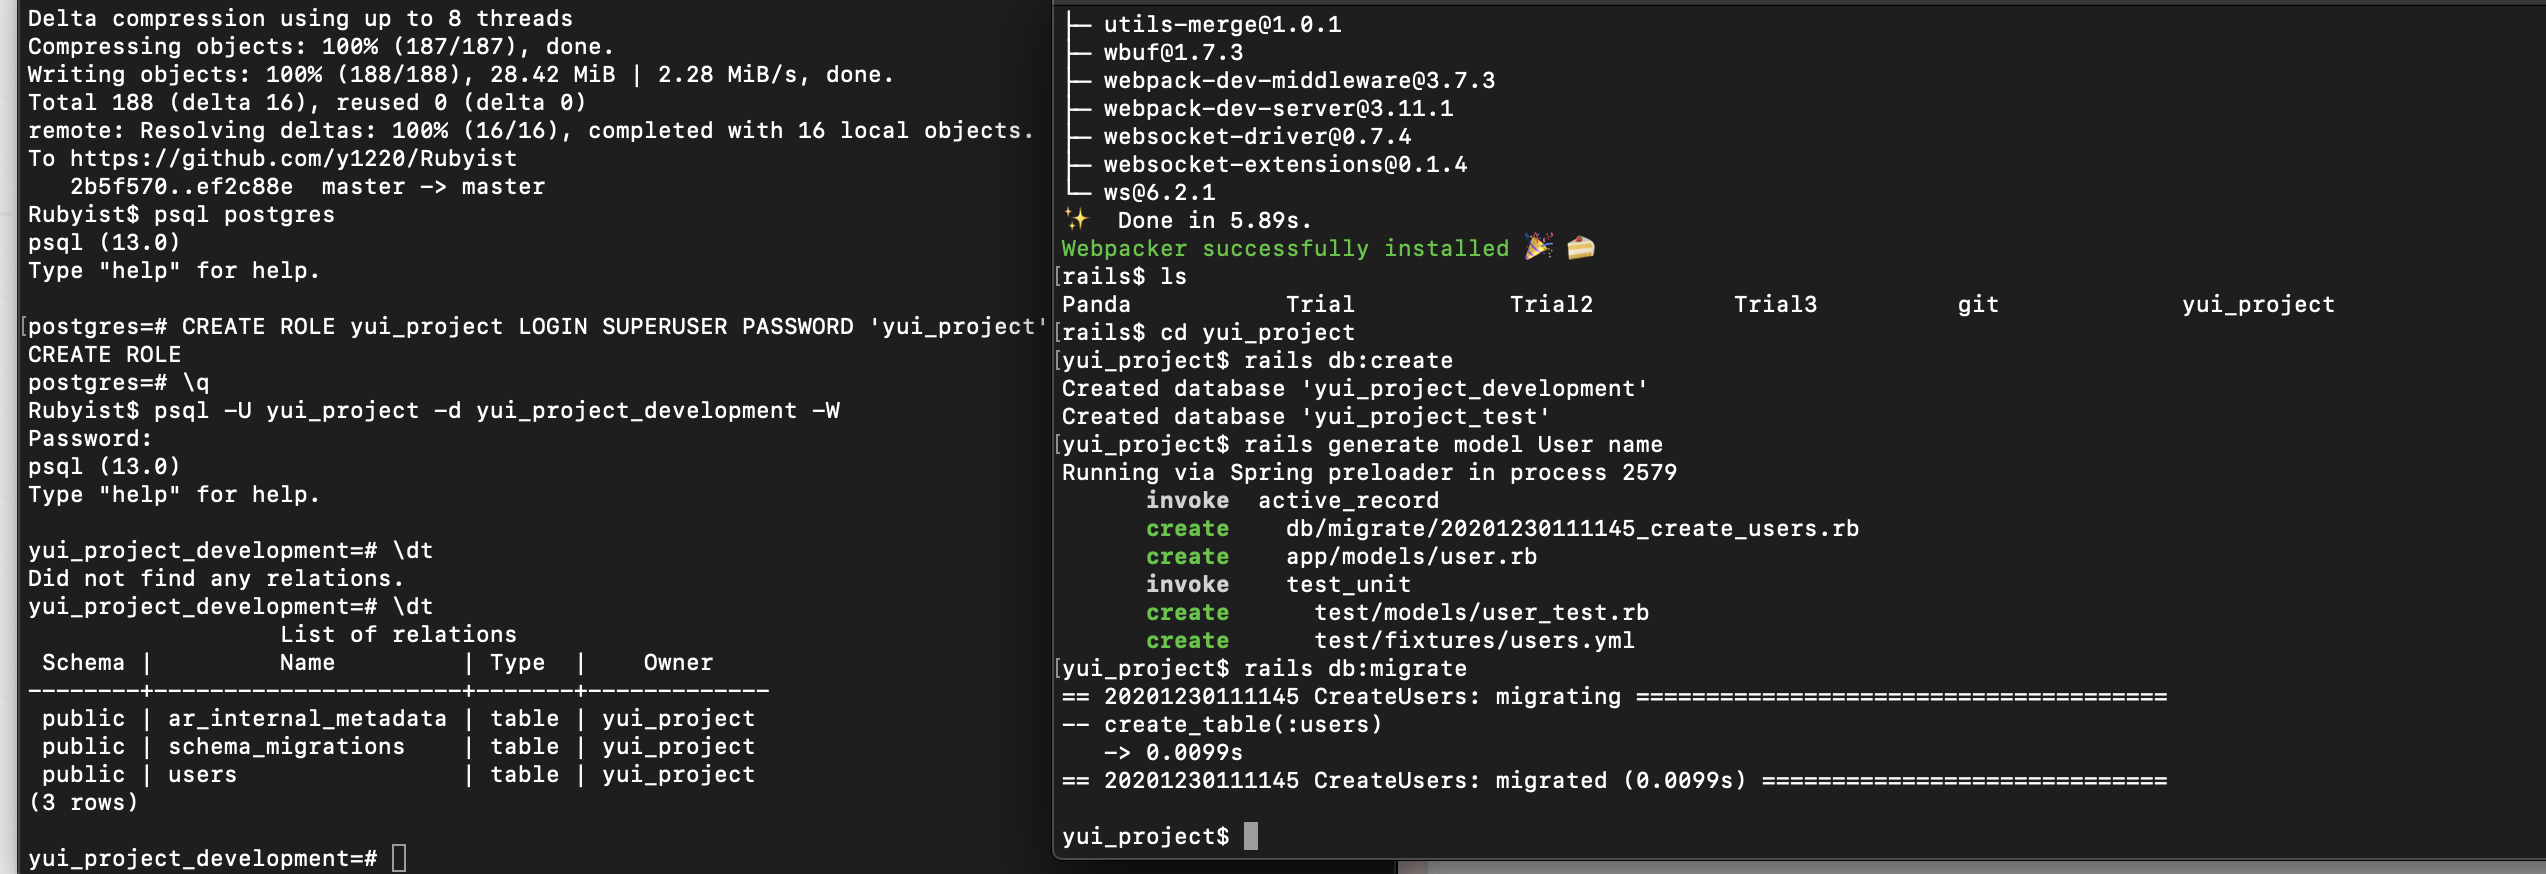 Delta compression using up to 8 threads
Compressing objects: 100% (187/187), done.
Writing objects: 100% (188/188), 28.42 MiB | 2.28 MiB/s, done.
Total 188 (delta 16), reused 0 (delta 0)
remote: Resolving deltas: 100% (16/16), completed with 16 local objects.
To https://github.com/y1220/Rubyist
   2b5f570..ef2c88e  master -> master
Rubyist$ psql postgres
psql (13.0)
Type "help" for help.
[postgres=# CREATE ROLE yui_project LOGIN SUPERUSER PASSWORD 'yui_project'
CREATE ROLE
postgres=# \q
Rubyist$ psql -U yui_project -d yui_project_development -W
Password:
psql (13.0)
Type "help" for help.
yui_project_development=# \dt
Did not find any relations.
yui_project_development=# \dt
                  List of relations
 Schema |         Name         | Type  |    Owner
--------+----------------------+-------+-------------
 public | ar_internal_metadata | table | yui_project
 public | schema_migrations    | table | yui_project
 public | users                | table | yui_project
(3 rows)
yui_project_development=#
├─ utils-merge@1.0.1
├─ wbuf@1.7.3
├─ webpack-dev-middleware@3.7.3
├─ webpack-dev-server@3.11.1
├─ websocket-driver@0.7.4
├─ websocket-extensions@0.1.4
└─ ws@6.2.1
✨  Done in 5.89s.
Webpacker successfully installed 🎉 🍰
[rails$ ls
Panda           Trial           Trial2          Trial3          git             yui_project
[rails$ cd yui_project
[yui_project$ rails db:create
Created database 'yui_project_development'
Created database 'yui_project_test'
[yui_project$ rails generate model User name
Running via Spring preloader in process 2579
      invoke  active_record
      create    db/migrate/20201230111145_create_users.rb
      create    app/models/user.rb
      invoke    test_unit
      create      test/models/user_test.rb
      create      test/fixtures/users.yml
[yui_project$ rails db:migrate
== 20201230111145 CreateUsers: migrating ======================================
-- create_table(:users)
   -> 0.0099s
== 20201230111145 CreateUsers: migrated (0.0099s) =============================
yui_project$